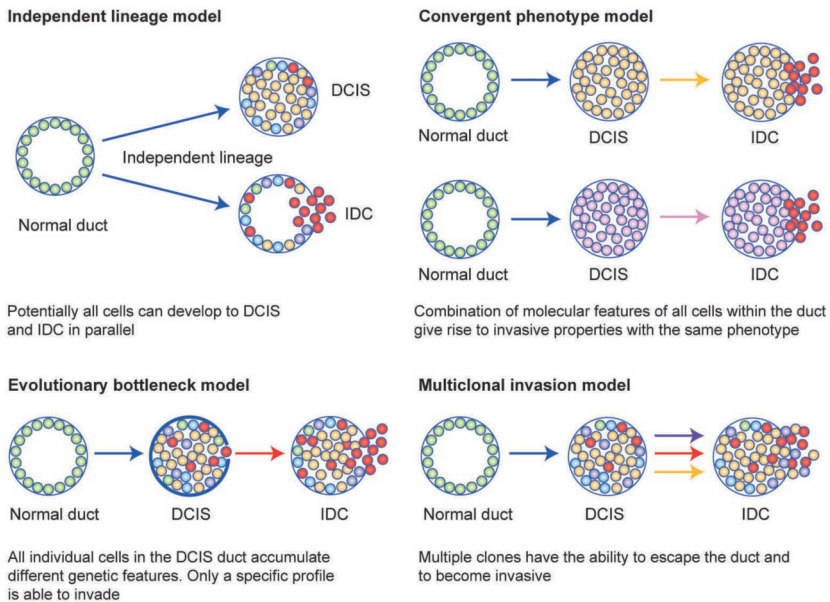 Independent lineage model
DCIS
Independent lineage
Normal duct
IDC
Potentially all cells can develop to DCIS
and IDC in parallel
Convergent phenotype model
Normal duct
DCIS
IDC
Normal duct
DCIS
IDC
Combination of molecular features of all cells within the duct
give rise to invasive properties with the same phenotype
Evolutionary bottleneck model
Normal duct
DCIS
IDC
All individual cells in the DCIS duct accumulate
different genetic features. Only a specific profile
is able to invade
Multiclonal invasion model
Normal duct
DCIS
IDC
Multiple clones have the ability to escape the duct and
to become invasive